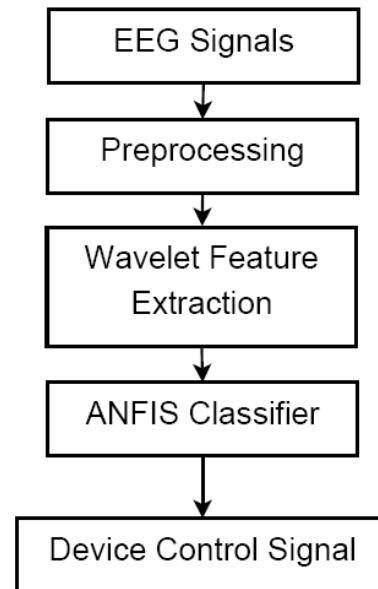 EEG Signals
Preprocessing
Wavelet Feature
Extraction
ANFIS Classifier
Device Control Signal